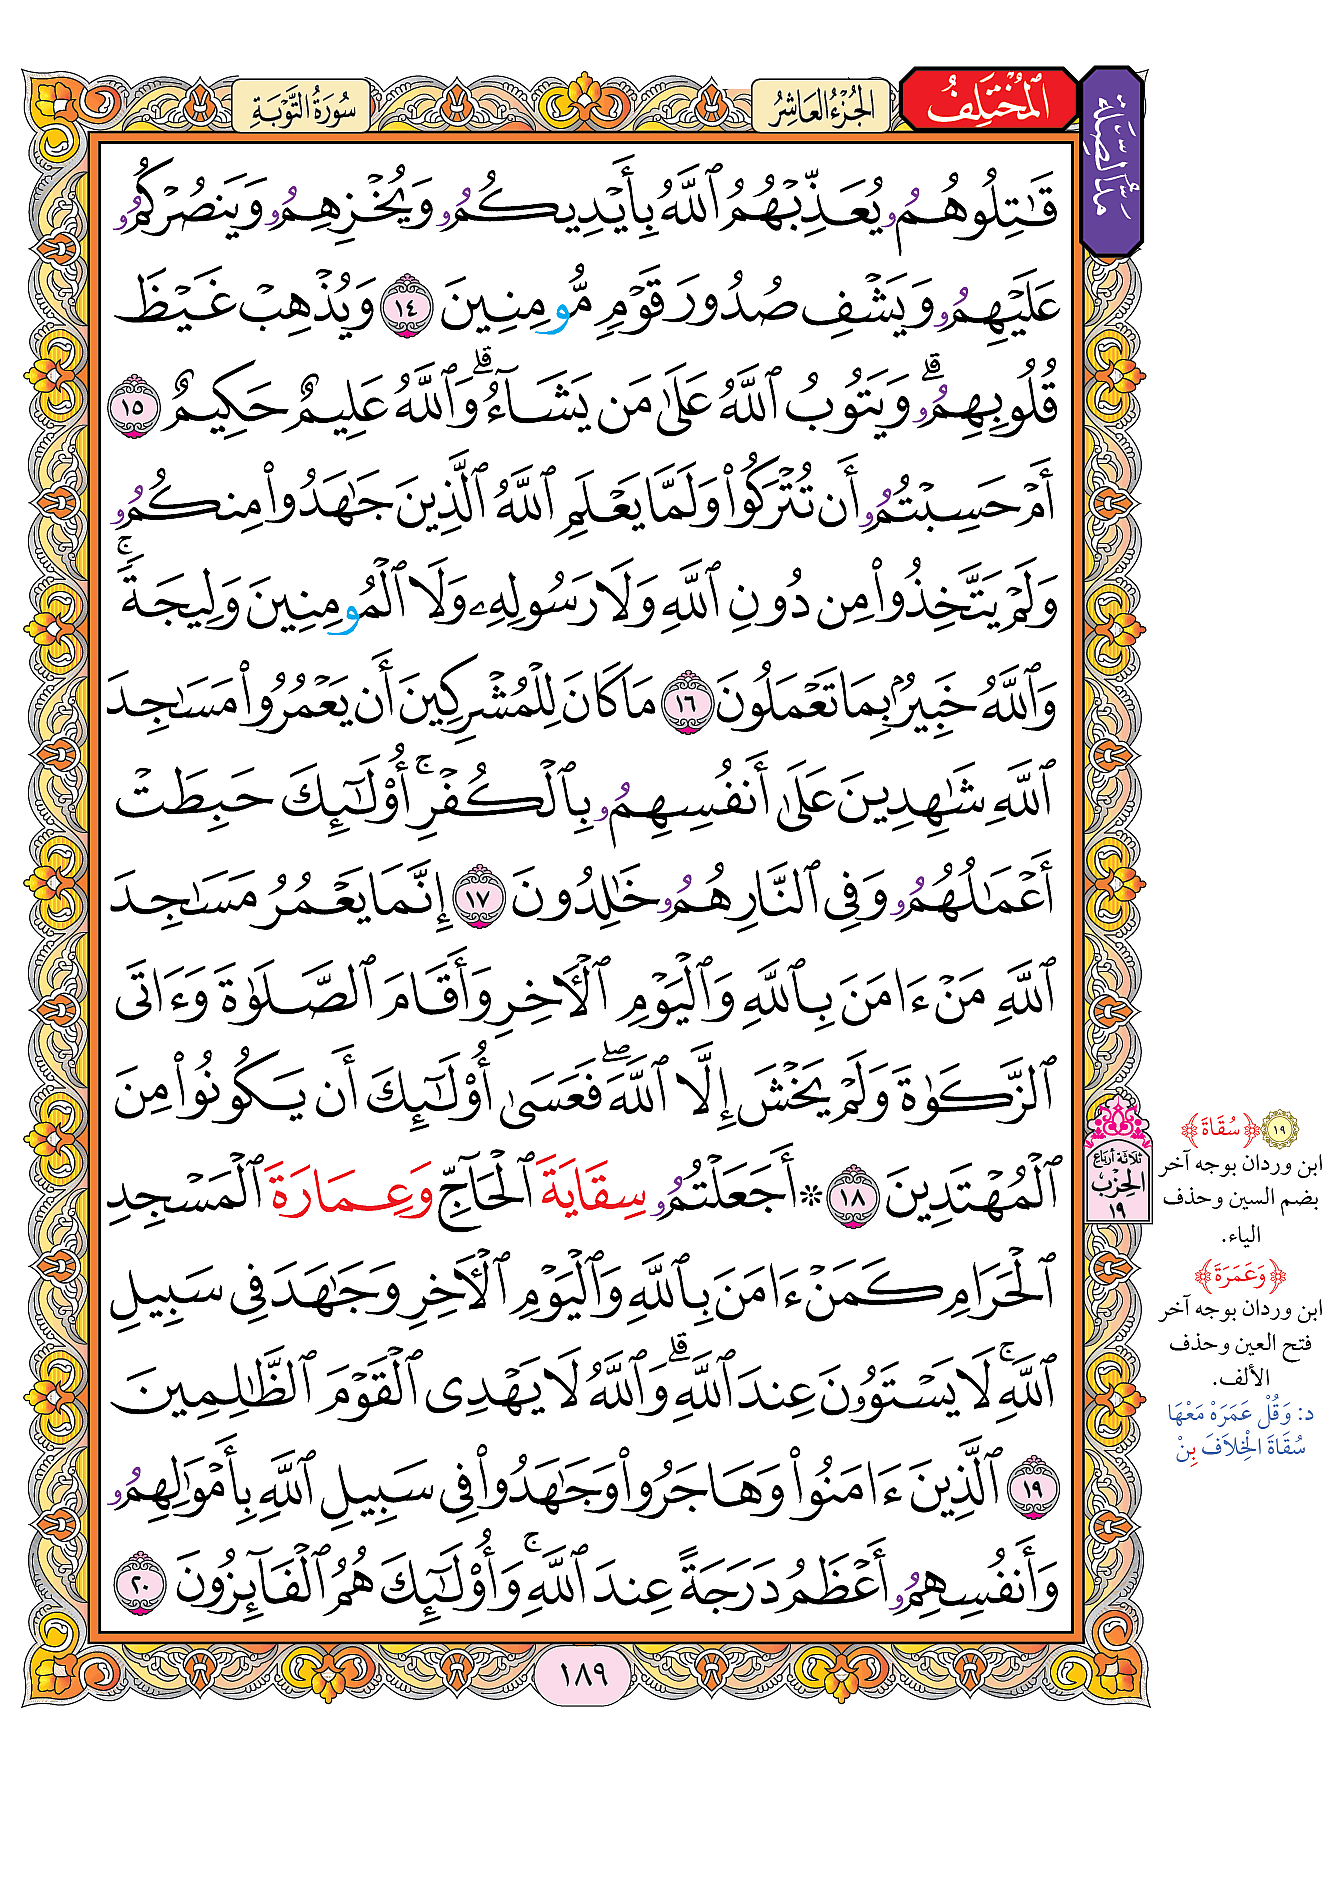 سُورَةُ التَّوْبَةِ
الجُزْءُ العَاشِرُ
ٱلْمُخْتَلِفُ
مَدُّ الصِّلَة
قَٰتِلُوهُمُۥ يُعَذِّبْهُمُ ٱللَّهُ بِأَيْدِيكُمُۥ وَيُخْزِهِمُۥ وَيَنصُرْكُمُۥ
عَلَيْهِمُۥ وَيَشْفِ صُدُورَ قَوْمٍ مُّومِنِينَ ١٤ وَيُذْهِبْ غَيْظَ
قُلُوبِهِمُۥۗ وَيَتُوبُ ٱللَّهُ عَلَىٰ مَن يَشَآءُۗ وَٱللَّهُ عَلِيمٌ حَكِيمٌ ١٥
أَمْ حَسِبْتُمُۥ أَن تُتْرَكُوا۟ وَلَمَّا يَعْلَمِ ٱللَّهُ ٱلَّذِينَ جَٰهَدُوا۟ مِنكُمُۥ
وَلَمْ يَتَّخِذُوا۟ مِن دُونِ ٱللَّهِ وَلَا رَسُولِهِۦ وَلَا ٱلْمُومِنِينَ وَلِيجَةًۚ
وَٱللَّهُ خَبِيرٌۢ بِمَا تَعْمَلُونَ ١٦ مَا كَانَ لِلْمُشْرِكِينَ أَن يَعْمُرُوا۟ مَسَٰجِدَ
ٱللَّهِ شَٰهِدِينَ عَلَىٰٓ أَنفُسِهِمُۥ بِٱلْكُفْرِۚ أُو۟لَٰٓئِكَ حَبِطَتْ
أَعْمَٰلُهُمُۥ وَفِى ٱلنَّارِ هُمُۥ خَٰلِدُونَ ١٧ إِنَّمَا يَعْمُرُ مَسَٰجِدَ
ٱللَّهِ مَنْ ءَامَنَ بِٱللَّهِ وَٱلْيَوْمِ ٱلْأَخِرِ وَأَقَامَ ٱلصَّلَوٰةَ وَءَاتَى
ٱلزَّكَوٰةَ وَلَمْ يَخْشَ إِلَّا ٱللَّهَۖ فَعَسَىٰٓ أُو۟لَٰٓئِكَ أَن يَكُونُوا۟ مِنَ
ٱلْمُهْتَدِينَ ١٨ ۞ أَجَعَلْتُمُۥ سِقَايَةَ ٱلْحَآجِّ وَعِمَارَةَ ٱلْمَسْجِدِ
ٱلْحَرَامِ كَمَنْ ءَامَنَ بِٱللَّهِ وَٱلْيَوْمِ ٱلْأَخِرِ وَجَٰهَدَ فِى سَبِيلِ
ٱللَّهِۚ لَا يَسْتَوُۥنَ عِندَ ٱللَّهِۗ وَٱللَّهُ لَا يَهْدِى ٱلْقَوْمَ ٱلظَّٰلِمِينَ
١٩ ٱلَّذِينَ ءَامَنُوا۟ وَهَاجَرُوا۟ وَجَٰهَدُوا۟ فِى سَبِيلِ ٱللَّهِ بِأَمْوَٰلِهِمُۥ
وَأَنفُسِهِمُۥٓ أَعْظَمُ دَرَجَةً عِندَ ٱللَّهِۚ وَأُو۟لَٰٓئِكَ هُمُ ٱلْفَآئِزُونَ ٢٠
ثلاثة أرباع
الحِزْب
١٩
١٩ ﴿سُقَاةَ﴾
ابن وردان بوجه آخر
بضم السين وحذف
الياء.
﴿وَعَمَرَةَ﴾
ابن وردان بوجه آخر
فتح العين وحذف
الألف.
د: وَقُلْ عَمَرَهْ مَعْهَا
سُقَاةَ الْخِلَافَ بِنْ
١٨٩